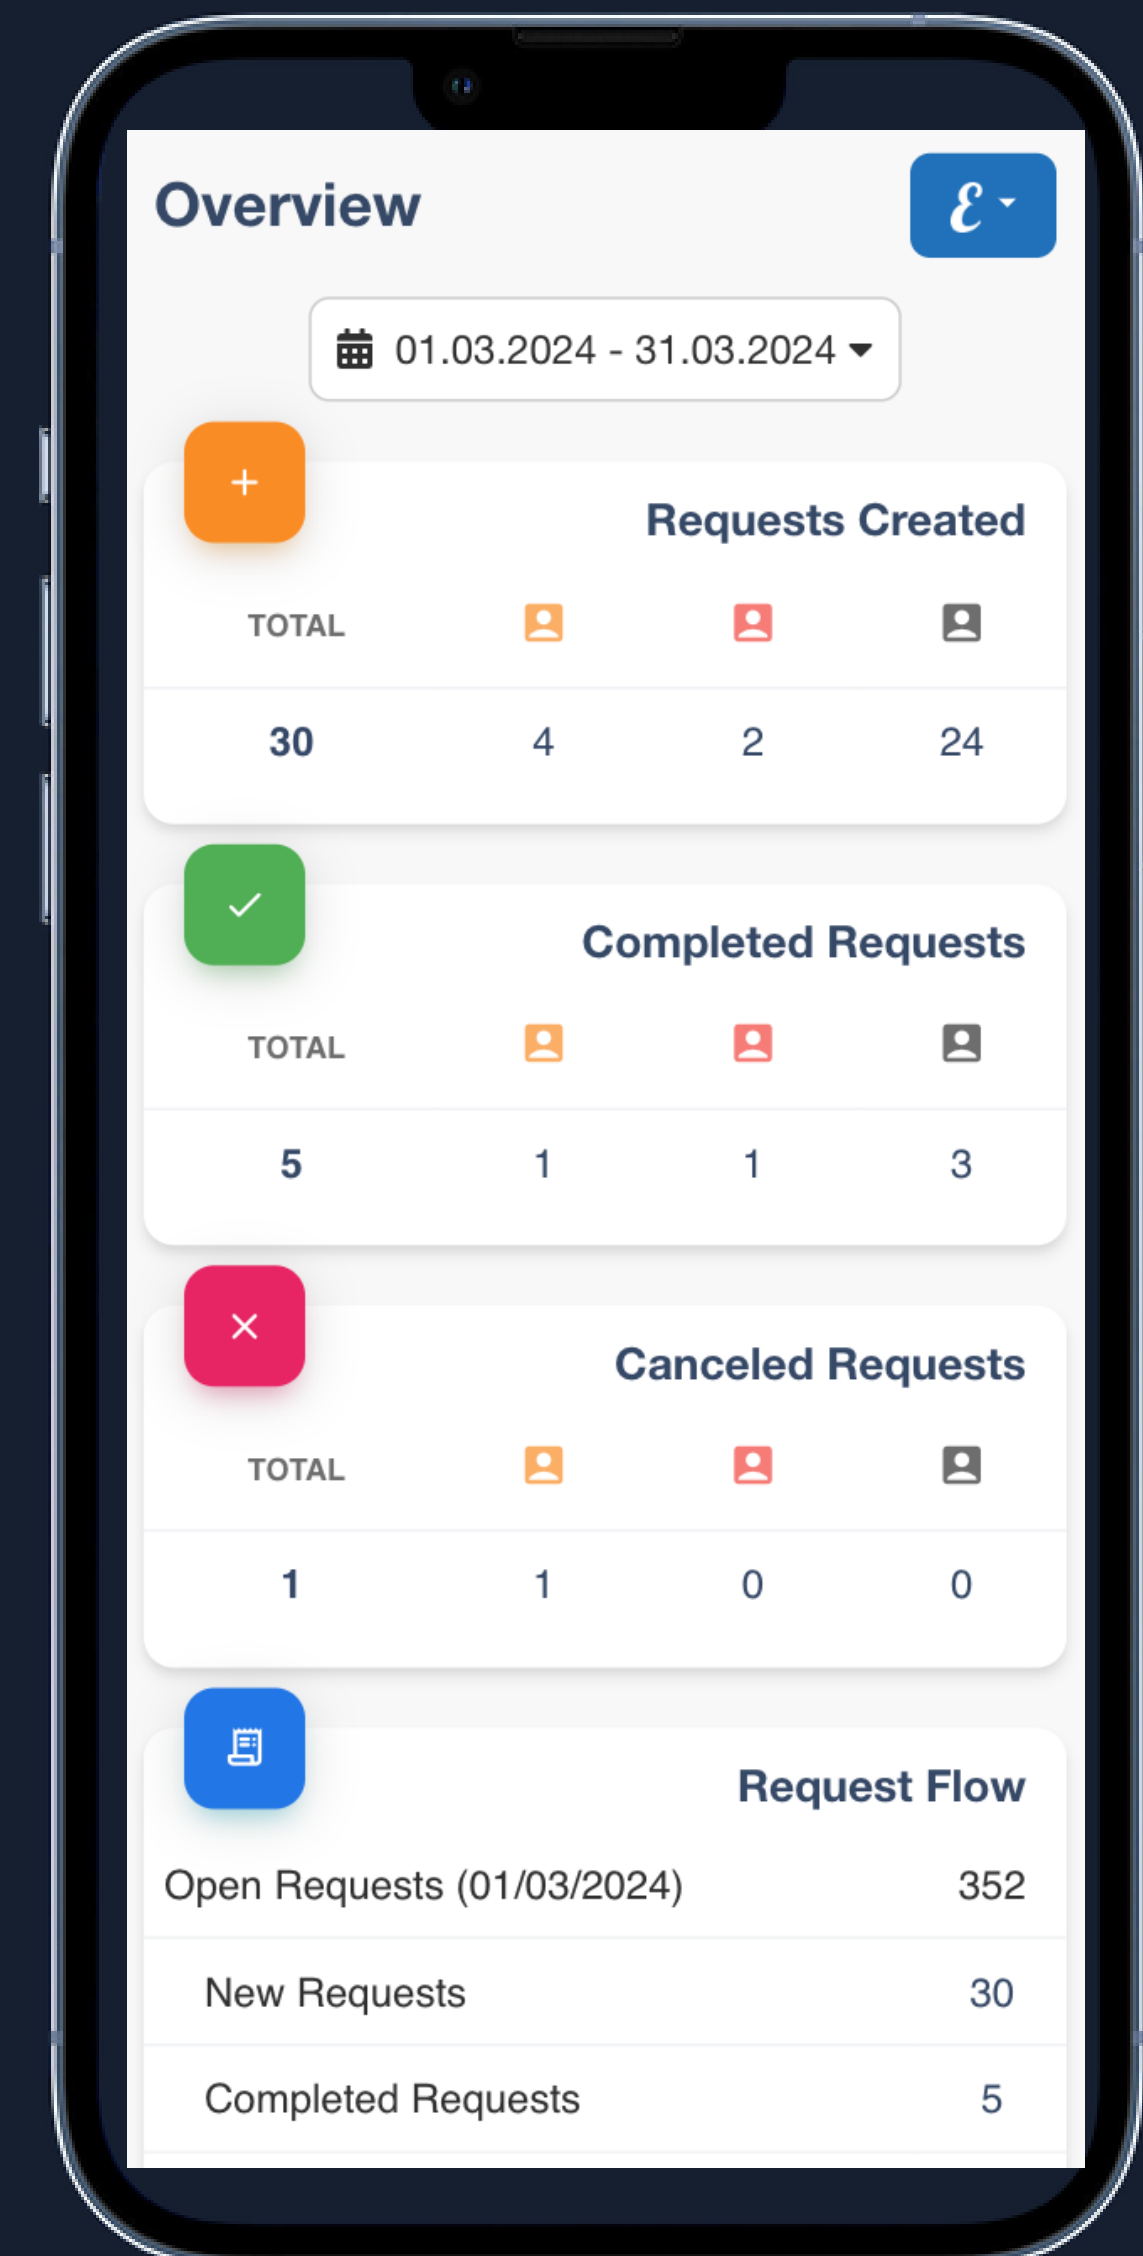 Overview
ℰ
01.03.2024 - 31.03.2024
Requests Created
TOTAL
30 4 2 24
Completed Requests
TOTAL
5 1 1 3
Canceled Requests
TOTAL
1 1 0 0
Request Flow
Open Requests (01/03/2024) 352
New Requests 30
Completed Requests 5